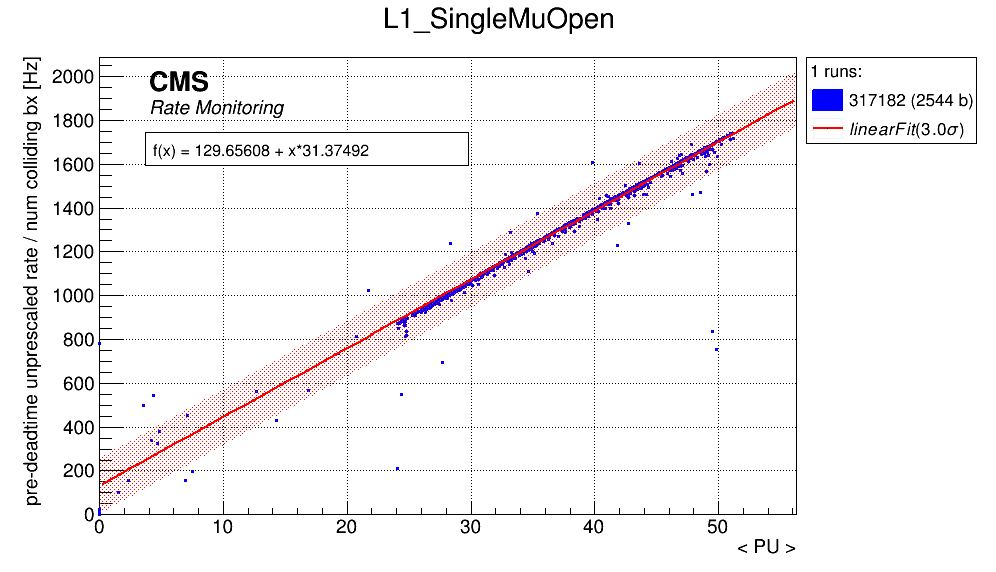 L1_SingleMuOpen
pre-deadtime unprescaled rate / num colliding bx [Hz]
2000
1800
1600
1400
1200
1000
800
600
400
200
0
CMS
Rate Monitoring
f(x) = 129.65608 + x*31.37492
1 runs:
317182 (2544 b)
linearFit(3.0σ)
0 10 20 30 40 50
< PU >